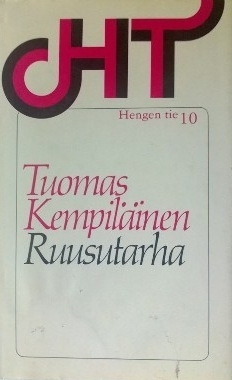 HT
Hengen tie 10
Tuomas
Kempiläinen
Ruusutarha